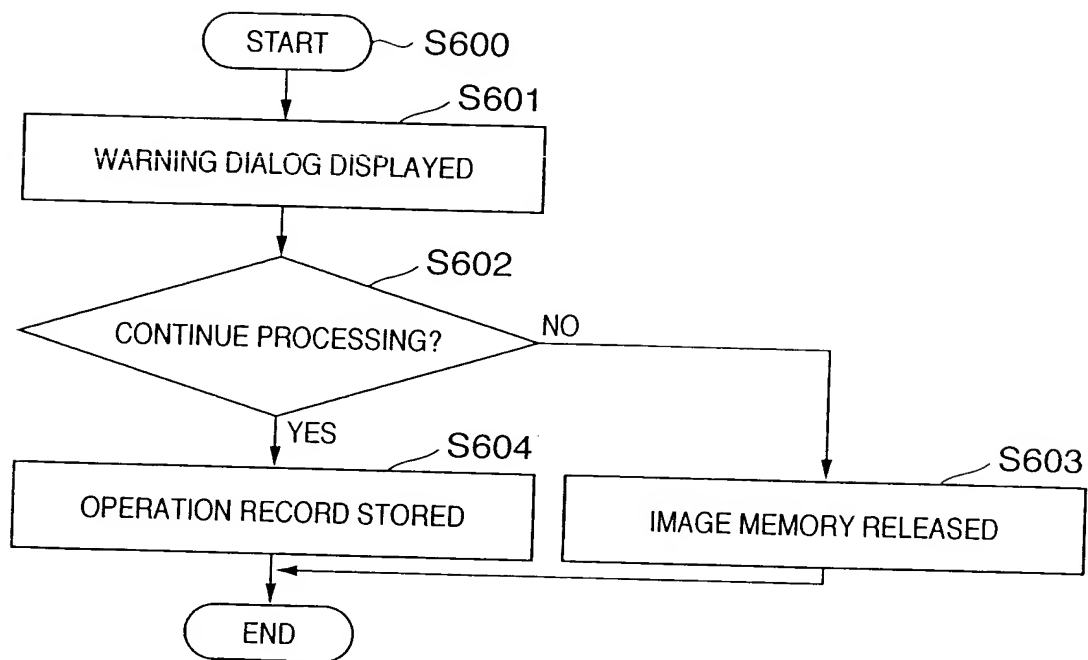 START
S600
S601
WARNING DIALOG DISPLAYED
S602
CONTINUE PROCESSING?
NO
YES
S604
S603
OPERATION RECORD STORED
IMAGE MEMORY RELEASED
END